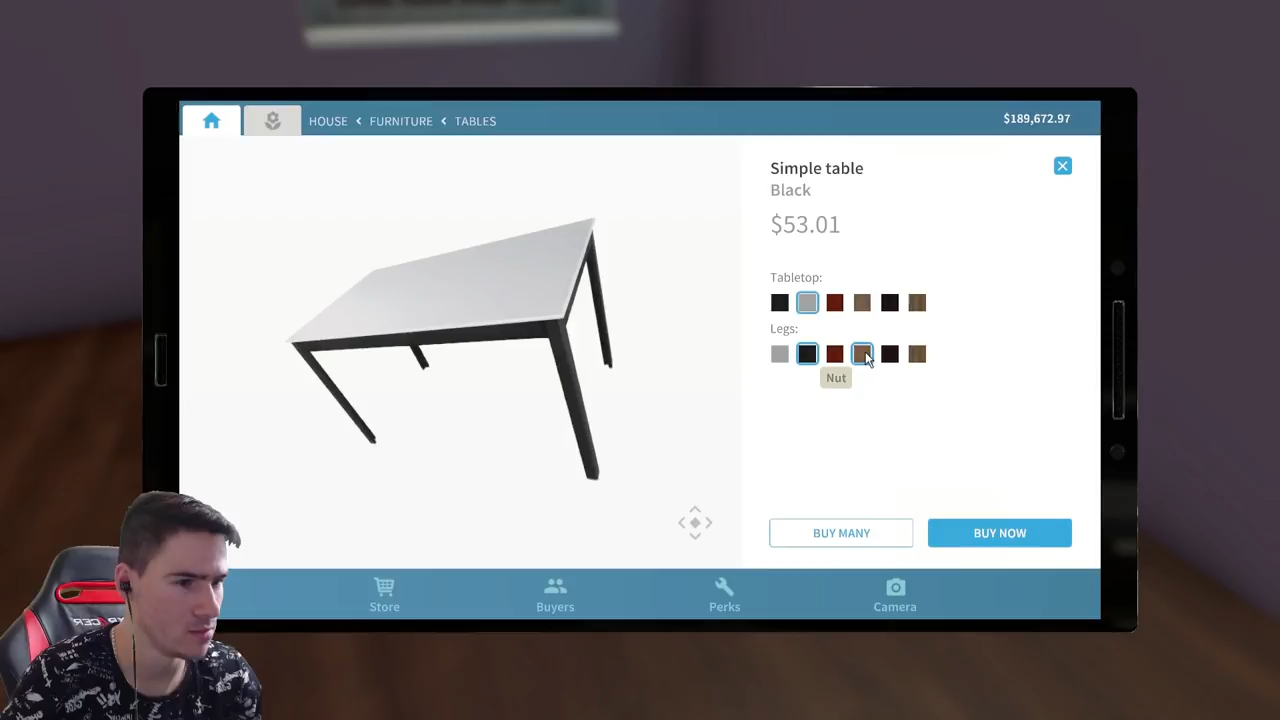 HOUSE < FURNITURE < TABLES
$189,672.97
Simple table
Black
$53.01
Tabletop:
Legs:
Nut
BUY MANY
BUY NOW
Store
Buyers
Perks
Camera